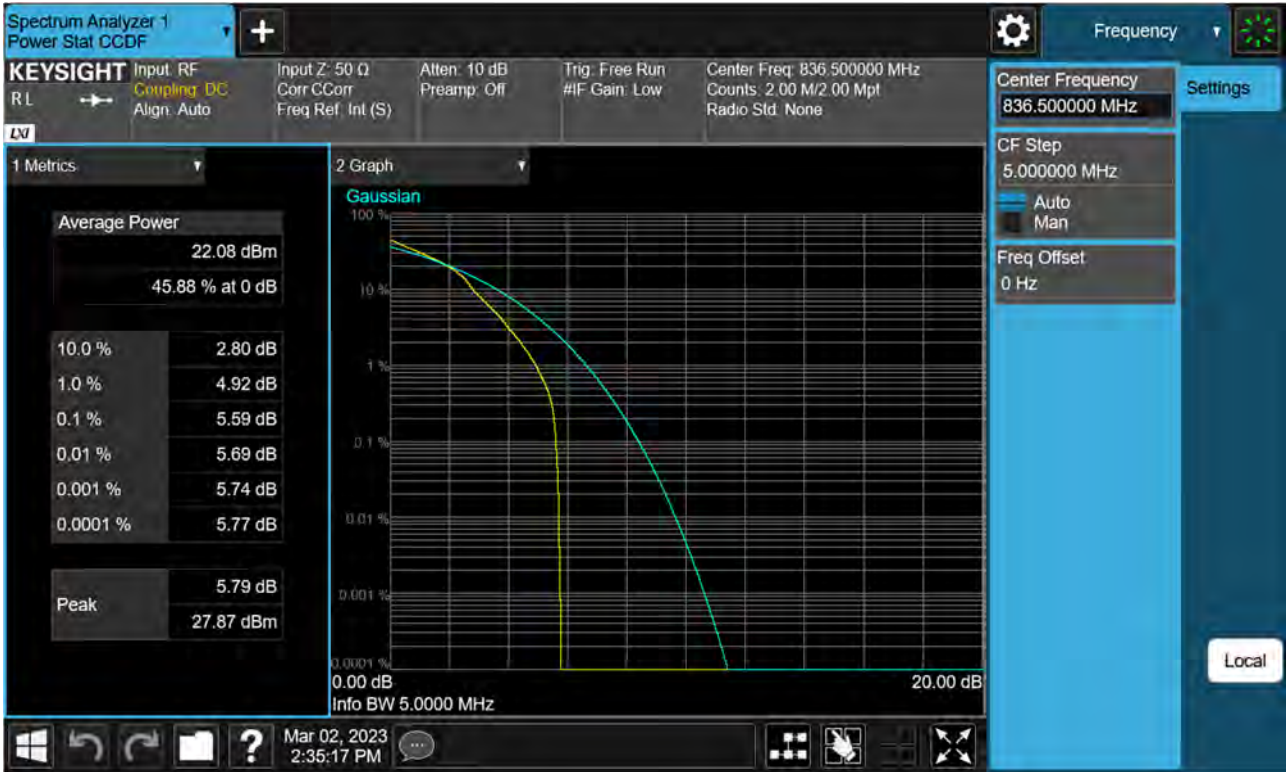 Spectrum Analyzer 1
Power Stat CCDF
+
Frequency
KEYSIGHT
R L
LXI
Input: RF
Coupling: DC
Align: Auto
Input Z: 50 Ω
Corr CCorr
Freq Ref: Int (S)
Atten: 10 dB
Preamp: Off
Trig: Free Run
#IF Gain: Low
Center Freq: 836.500000 MHz
Counts: 2.00 M/2.00 Mpt
Radio Std: None
Center Frequency
836.500000 MHz
Settings
CF Step
5.000000 MHz
Auto
Man
Freq Offset
0 Hz
1 Metrics
Average Power
22.08 dBm
45.88 % at 0 dB
10.0 % 2.80 dB
1.0 % 4.92 dB
0.1 % 5.59 dB
0.01 % 5.69 dB
0.001 % 5.74 dB
0.0001 % 5.77 dB
Peak
5.79 dB
27.87 dBm
2 Graph
Gaussian
100 %
10 %
1 %
0.1 %
0.01 %
0.001 %
0.0001 %
0.00 dB 20.00 dB
Info BW 5.0000 MHz
Local
?
Mar 02, 2023
2:35:17 PM